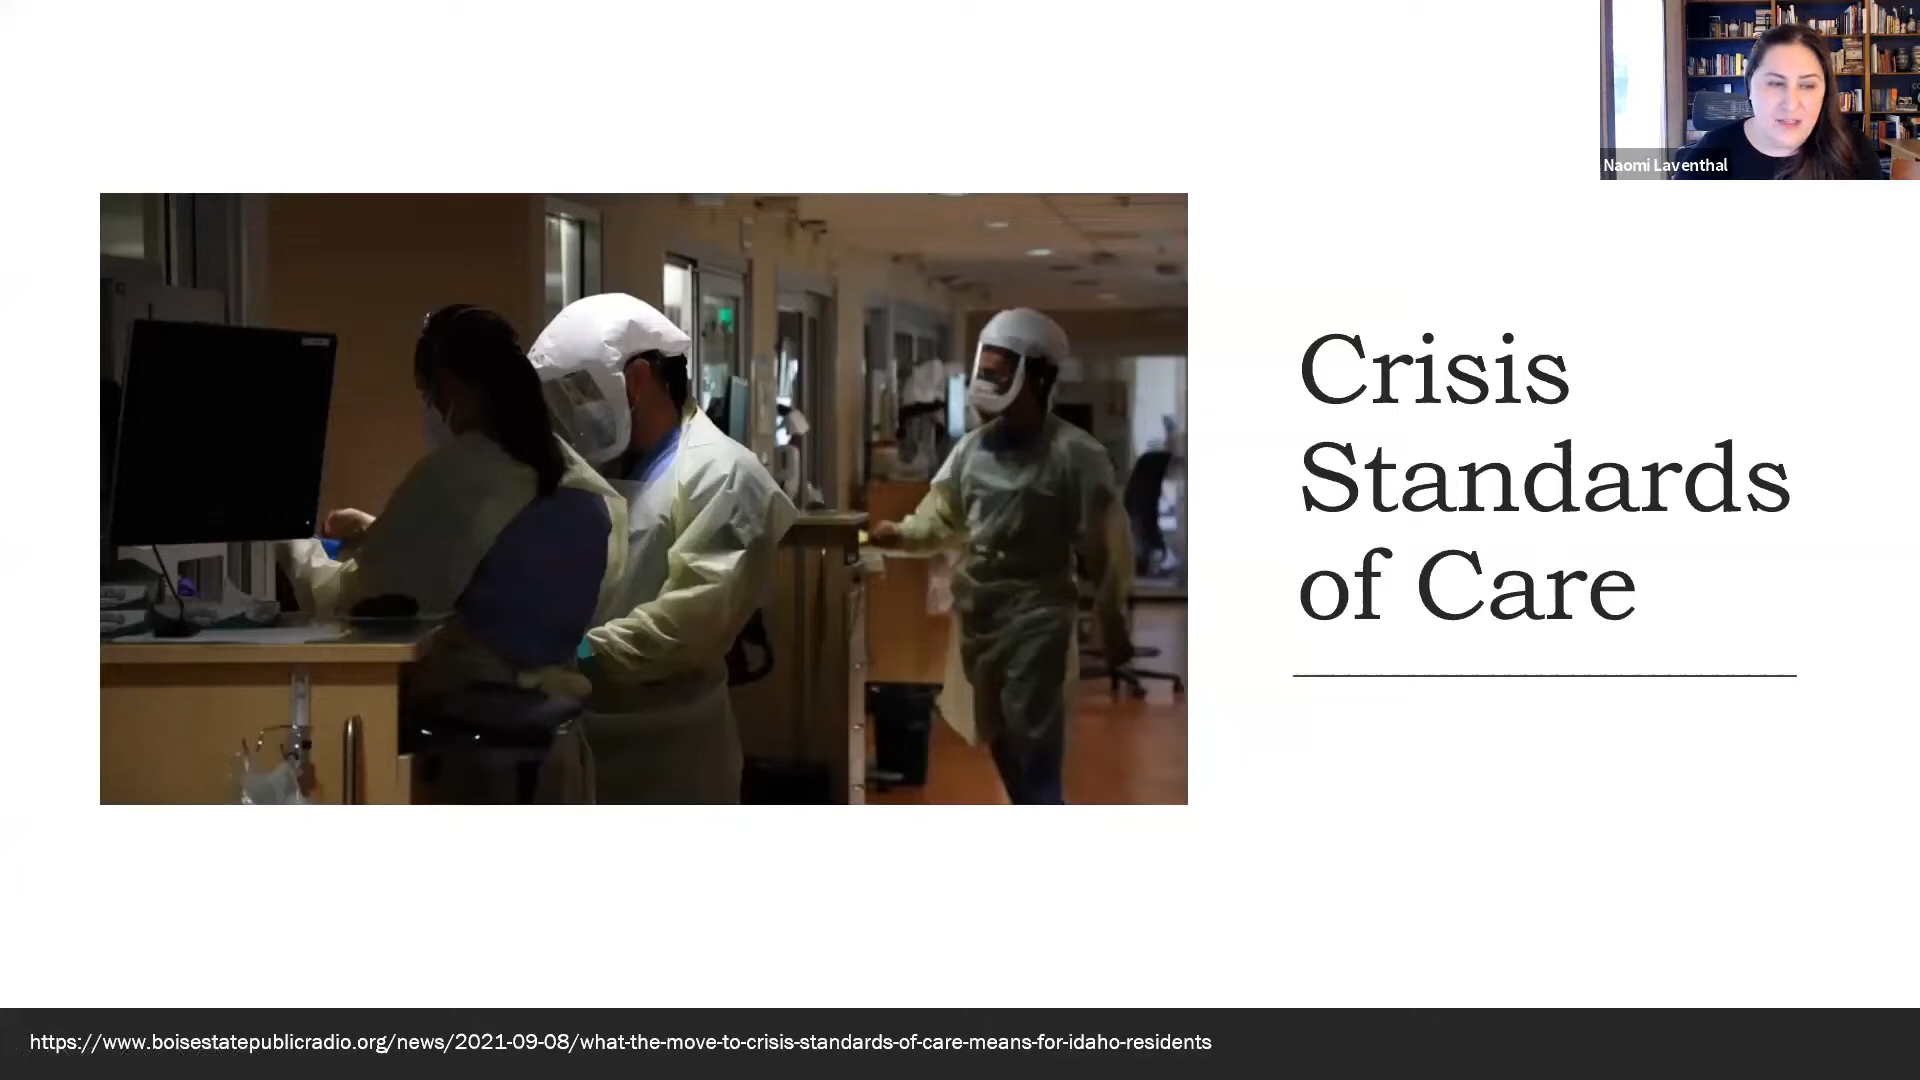 Naomi Laventhal
Crisis
Standards
of Care
https://www.boisestatepublicradio.org/news/2021-09-08/what-the-move-to-crisis-standards-of-care-means-for-idaho-residents